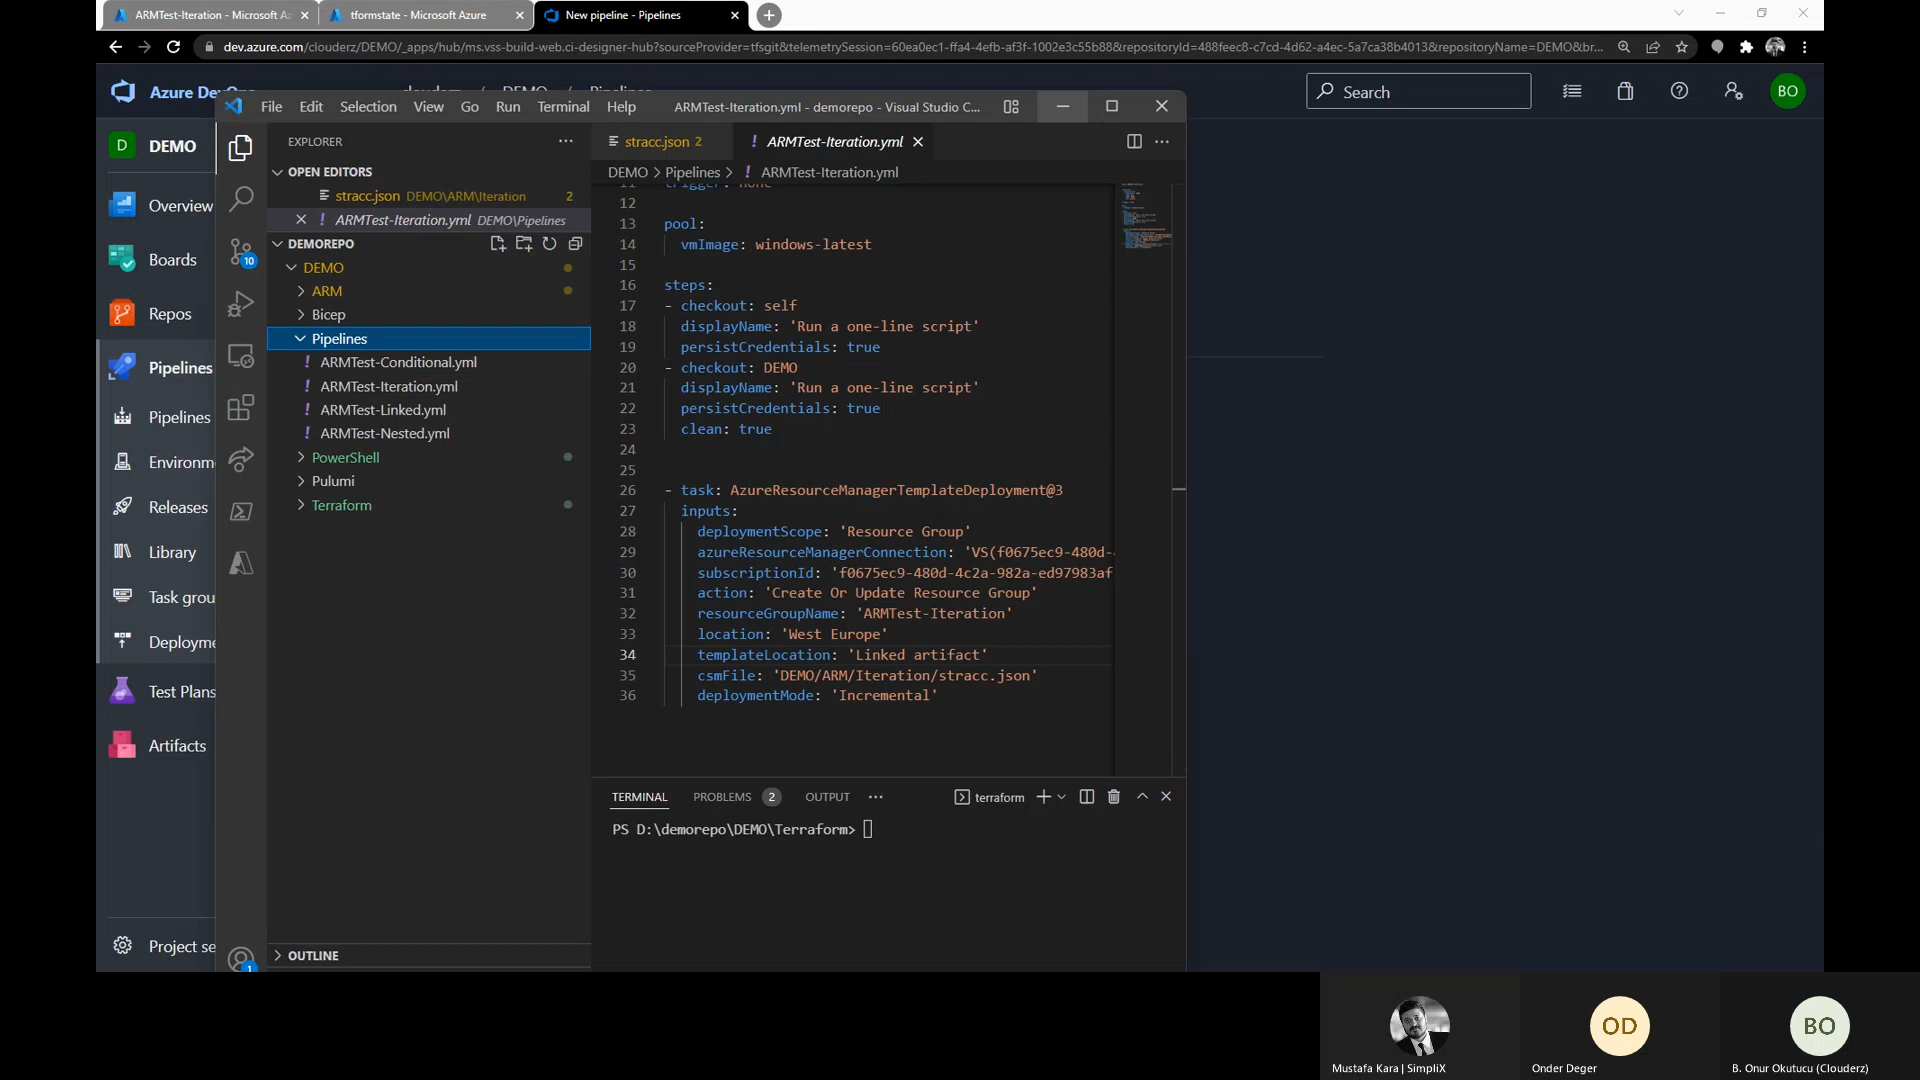 ARMTest-Iteration - Microsoft Az
tformstate - Microsoft Azure
New pipeline - Pipelines
dev.azure.com/clouderz/DEMO/_apps/hub/ms.vss-build-web.ci-designer-hub?sourceProvider=tfsgit&telemetrySession=60ea0ec1-ffa4-4efb-af3f-1002e3c55b88&repositoryId=488feec8-c7cd-4d62-a4ec-5a7ca38b4013&repositoryName=DEMO&br...
Azure DevOps
clouderz / DEMO / Pipelines
Search
BO
D DEMO
Overview
Boards
Repos
Pipelines
Pipelines
Environm
Releases
Library
Task grou
Deployme
Test Plans
Artifacts
Project se
File Edit Selection View Go Run Terminal Help
ARMTest-Iteration.yml - demorepo - Visual Studio C...
EXPLORER
OPEN EDITORS
stracc.json DEMO\ARM\Iteration 2
! ARMTest-Iteration.yml DEMO\Pipelines
DEMOREPO
DEMO
ARM
Bicep
Pipelines
! ARMTest-Conditional.yml
! ARMTest-Iteration.yml
! ARMTest-Linked.yml
! ARMTest-Nested.yml
PowerShell
Pulumi
Terraform
OUTLINE
10
1
stracc.json 2
! ARMTest-Iteration.yml
DEMO > Pipelines > ! ARMTest-Iteration.yml
11 trigger: none
12
13 pool:
14 vmImage: windows-latest
15
16 steps:
17 - checkout: self
18 displayName: 'Run a one-line script'
19 persistCredentials: true
20 - checkout: DEMO
21 displayName: 'Run a one-line script'
22 persistCredentials: true
23 clean: true
24
25
26 - task: AzureResourceManagerTemplateDeployment@3
27 inputs:
28 deploymentScope: 'Resource Group'
29 azureResourceManagerConnection: 'VS(f0675ec9-480d-
30 subscriptionId: 'f0675ec9-480d-4c2a-982a-ed97983af
31 action: 'Create Or Update Resource Group'
32 resourceGroupName: 'ARMTest-Iteration'
33 location: 'West Europe'
34 templateLocation: 'Linked artifact'
35 csmFile: 'DEMO/ARM/Iteration/stracc.json'
36 deploymentMode: 'Incremental'
TERMINAL PROBLEMS 2 OUTPUT
terraform
PS D:\demorepo\DEMO\Terraform>
OD
BO
Mustafa Kara | SimpliX
Onder Deger
B. Onur Okutucu (Clouderz)